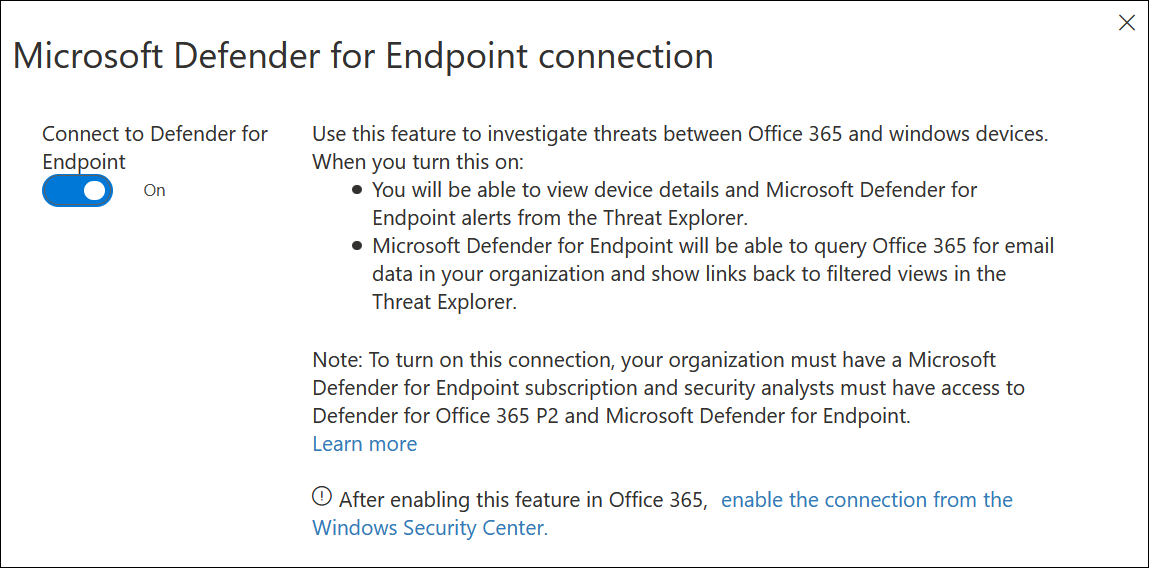 Microsoft Defender for Endpoint connection
Connect to Defender for
Endpoint
On
Use this feature to investigate threats between Office 365 and windows devices.
When you turn this on:
You will be able to view device details and Microsoft Defender for
Endpoint alerts from the Threat Explorer.
Microsoft Defender for Endpoint will be able to query Office 365 for email
data in your organization and show links back to filtered views in the
Threat Explorer.
Note: To turn on this connection, your organization must have a Microsoft
Defender for Endpoint subscription and security analysts must have access to
Defender for Office 365 P2 and Microsoft Defender for Endpoint.
Learn more
After enabling this feature in Office 365, enable the connection from the
Windows Security Center.